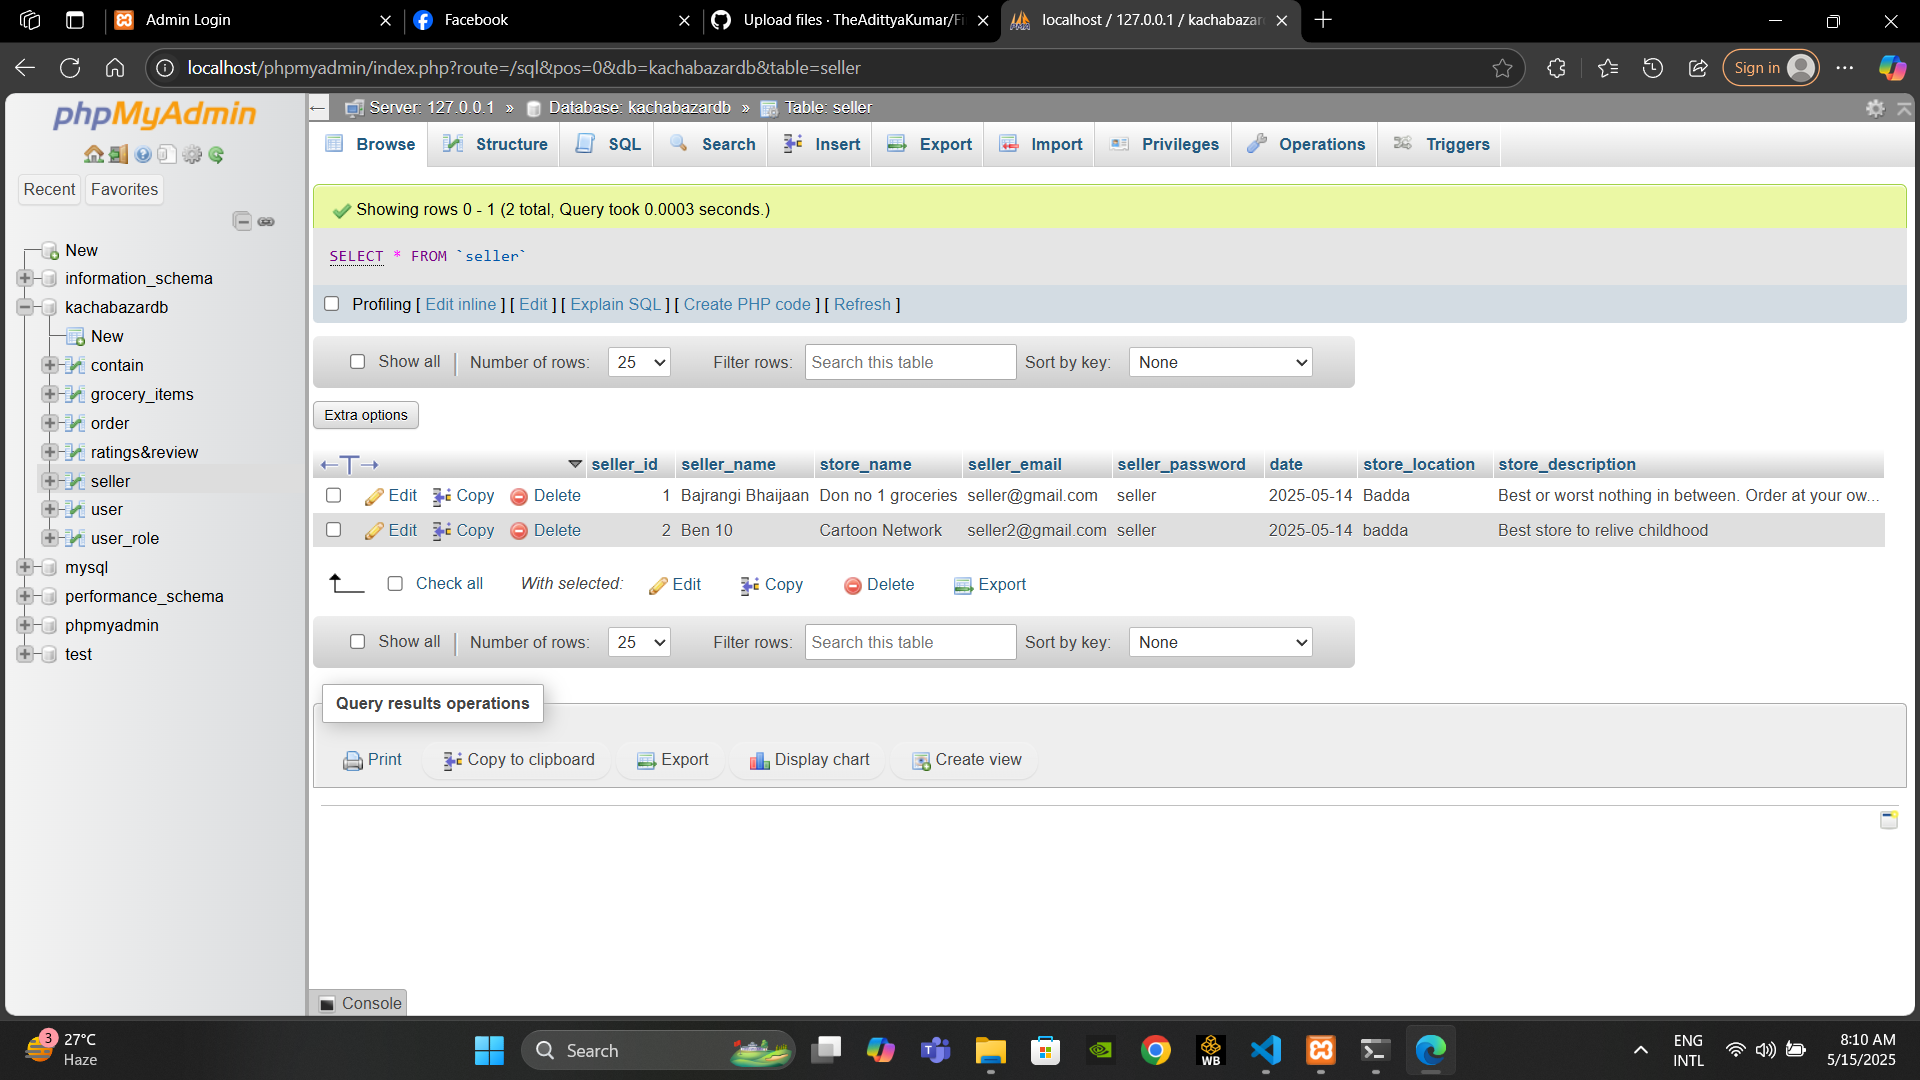 Admin Login
Facebook
Upload files · TheAdittyaKumar/Fi
localhost / 127.0.0.1 / kachabazar
localhost/phpmyadmin/index.php?route=/sql&pos=0&db=kachabazardb&table=seller
Sign in
phpMyAdmin
Recent
Favorites
New
information_schema
kachabazardb
New
contain
grocery_items
order
ratings&review
seller
user
user_role
mysql
performance_schema
phpmyadmin
test
Server: 127.0.0.1 » Database: kachabazardb » Table: seller
Browse Structure SQL Search Insert Export Import Privileges Operations Triggers
Showing rows 0 - 1 (2 total, Query took 0.0003 seconds.)
SELECT * FROM `seller`
Profiling [ Edit inline ] [ Edit ] [ Explain SQL ] [ Create PHP code ] [ Refresh ]
Show all Number of rows: 25 Filter rows: Search this table Sort by key: None
Extra options
seller_id seller_name store_name seller_email seller_password date store_location store_description
Edit Copy Delete 1 Bajrangi Bhaijaan Don no 1 groceries seller@gmail.com seller 2025-05-14 Badda Best or worst nothing in between. Order at your ow...
Edit Copy Delete 2 Ben 10 Cartoon Network seller2@gmail.com seller 2025-05-14 badda Best store to relive childhood
Check all With selected: Edit Copy Delete Export
Show all Number of rows: 25 Filter rows: Search this table Sort by key: None
Query results operations
Print Copy to clipboard Export Display chart Create view
Console
3
27°C
Haze
Search
WB
ENG
INTL
8:10 AM
5/15/2025